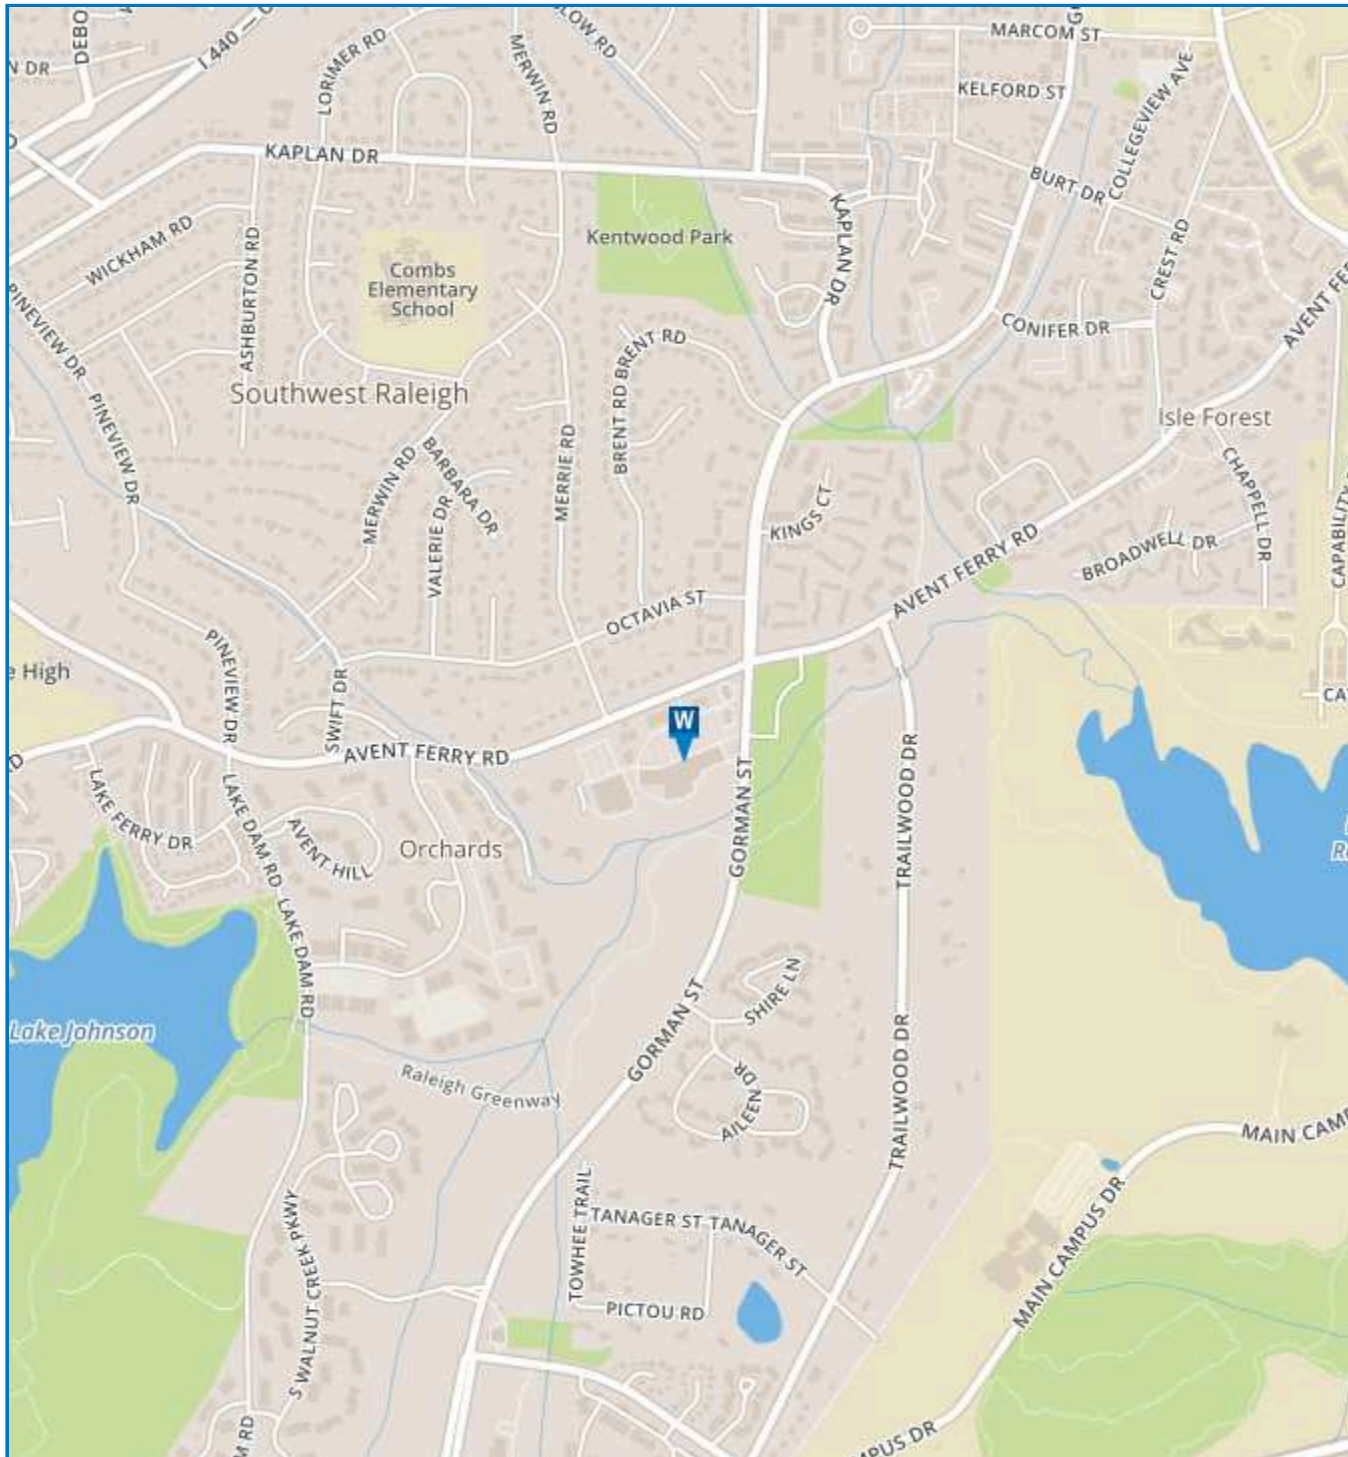 I 440
LORIMER RD
MERWIN RD
MARCOM ST
KELFORD ST
COLLEGEVIEW AVE
KAPLAN DR
BURT DR
WICKHAM RD
ASHBURTON RD
Kentwood Park
KAPLAN DR
CREST RD
Combs
Elementary
School
PINEVIEW DR
CONIFER DR
BRENT RD
Southwest Raleigh
PINEVIEW DR
BRENT RD
Isle Forest
MERWIN RD
BARBARA DR
MERRIE RD
CHAPPELL DR
VALERIE DR
KINGS CT
BROADWELL DR
AVENT FERRY RD
OCTAVIA ST
PINEVIEW DR
High
SWIFT DR
W
AVENT FERRY RD
TRAILWOOD DR
LAKE FERRY DR
LAKE DAM RD
AVENT HILL
Orchards
GORMAN ST
LAKE DAM RD
SHIRE LN
Lake Johnson
GORMAN ST
TRAILWOOD DR
Raleigh Greenway
AILEEN DR
MAIN CAMP
TOWHEE TRAIL
TANAGER ST
TANAGER ST
S WALNUT CREEK PKWY
PICTOU RD
MAIN CAMPUS DR
MPUS DR